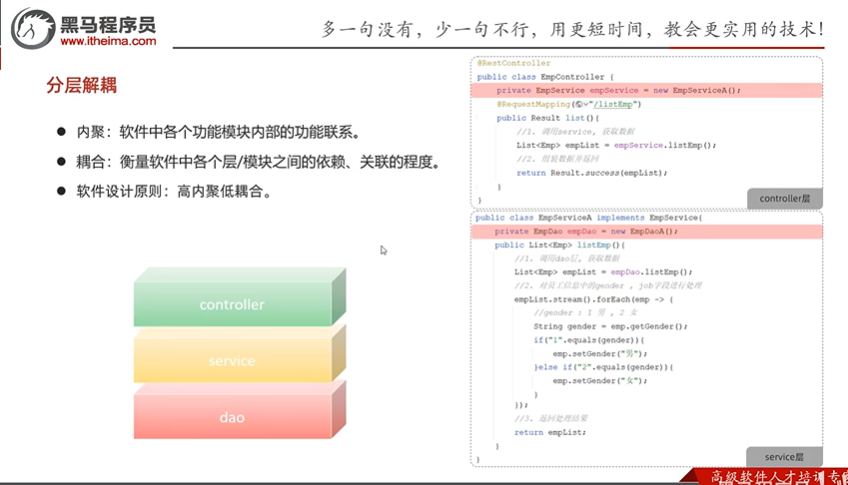 黑马程序员
www.itheima.com
多一句没有，少一句不行，用更短时间，教会更实用的技术！
分层解耦
● 内聚：软件中各个功能模块内部的功能联系。
● 耦合：衡量软件中各个层/模块之间的依赖、关联的程度。
● 软件设计原则：高内聚低耦合。
controller
service
dao
@RestController
public class EmpController {
private EmpService empService = new EmpServiceA();
@RequestMapping("/listEmp")
public Result list(){
//1. 调用service, 获取数据
List<Emp> empList = empService.listEmp();
//2. 组装数据并返回
return Result.success(empList);
}
}
controller层
public class EmpServiceA implements EmpService{
private EmpDao empDao = new EmpDaoA();
public List<Emp> listEmp(){
//1. 调用dao层, 获取数据
List<Emp> empList = empDao.listEmp();
//2. 对员工信息中的gender , job字段进行处理
empList.stream().forEach(emp -> {
//gender : 1 男 , 2 女
String gender = emp.getGender();
if("1".equals(gender)){
emp.setGender("男");
}else if("2".equals(gender)){
emp.setGender("女");
}
});
//3. 返回处理结果
return empList;
}
}
service层
高级软件人才培训专